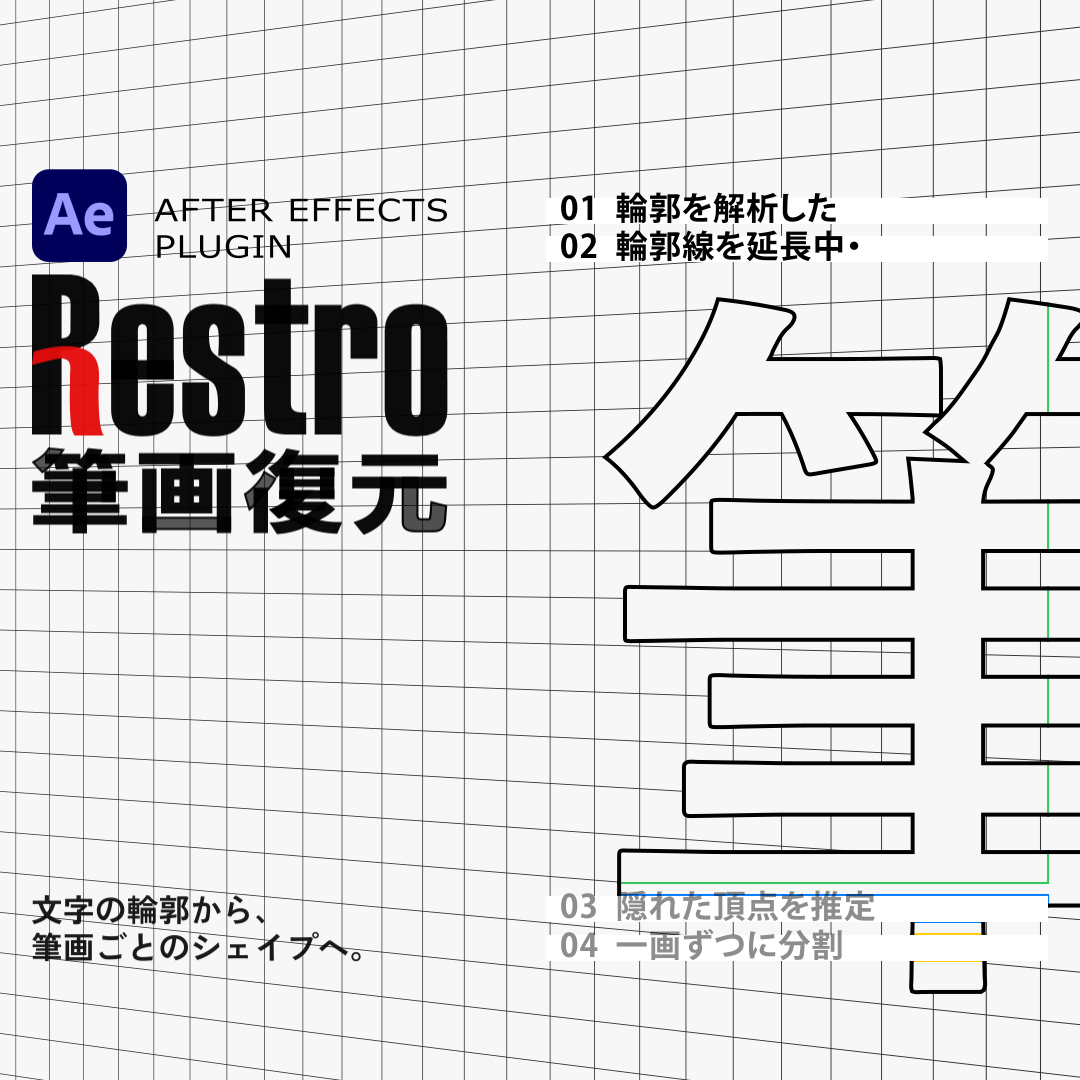 Ae
AFTER EFFECTS
PLUGIN
Restro
筆画復元
01 輪郭を解析した
02 輪郭線を延長中・
筆
03 隠れた頂点を推定
04 一画ずつに分割
文字の輪郭から、
筆画ごとのシェイプへ。